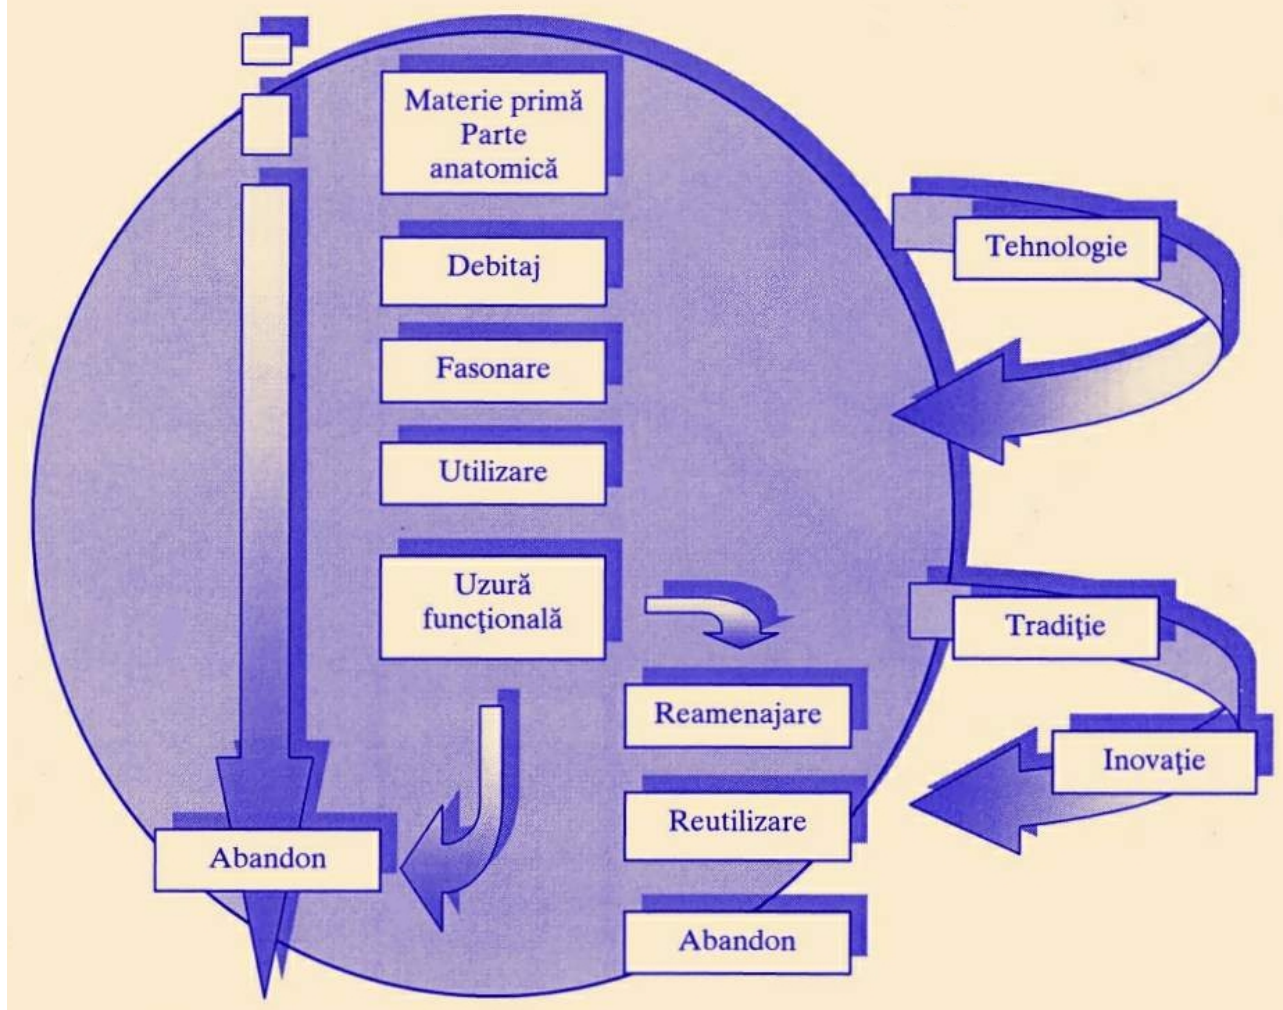 Materie primă
Parte
anatomică
Debitaj
Fasonare
Utilizare
Uzură
funcţională
Reamenajare
Reutilizare
Abandon
Abandon
Tehnologie
Tradiţie
Inovaţie